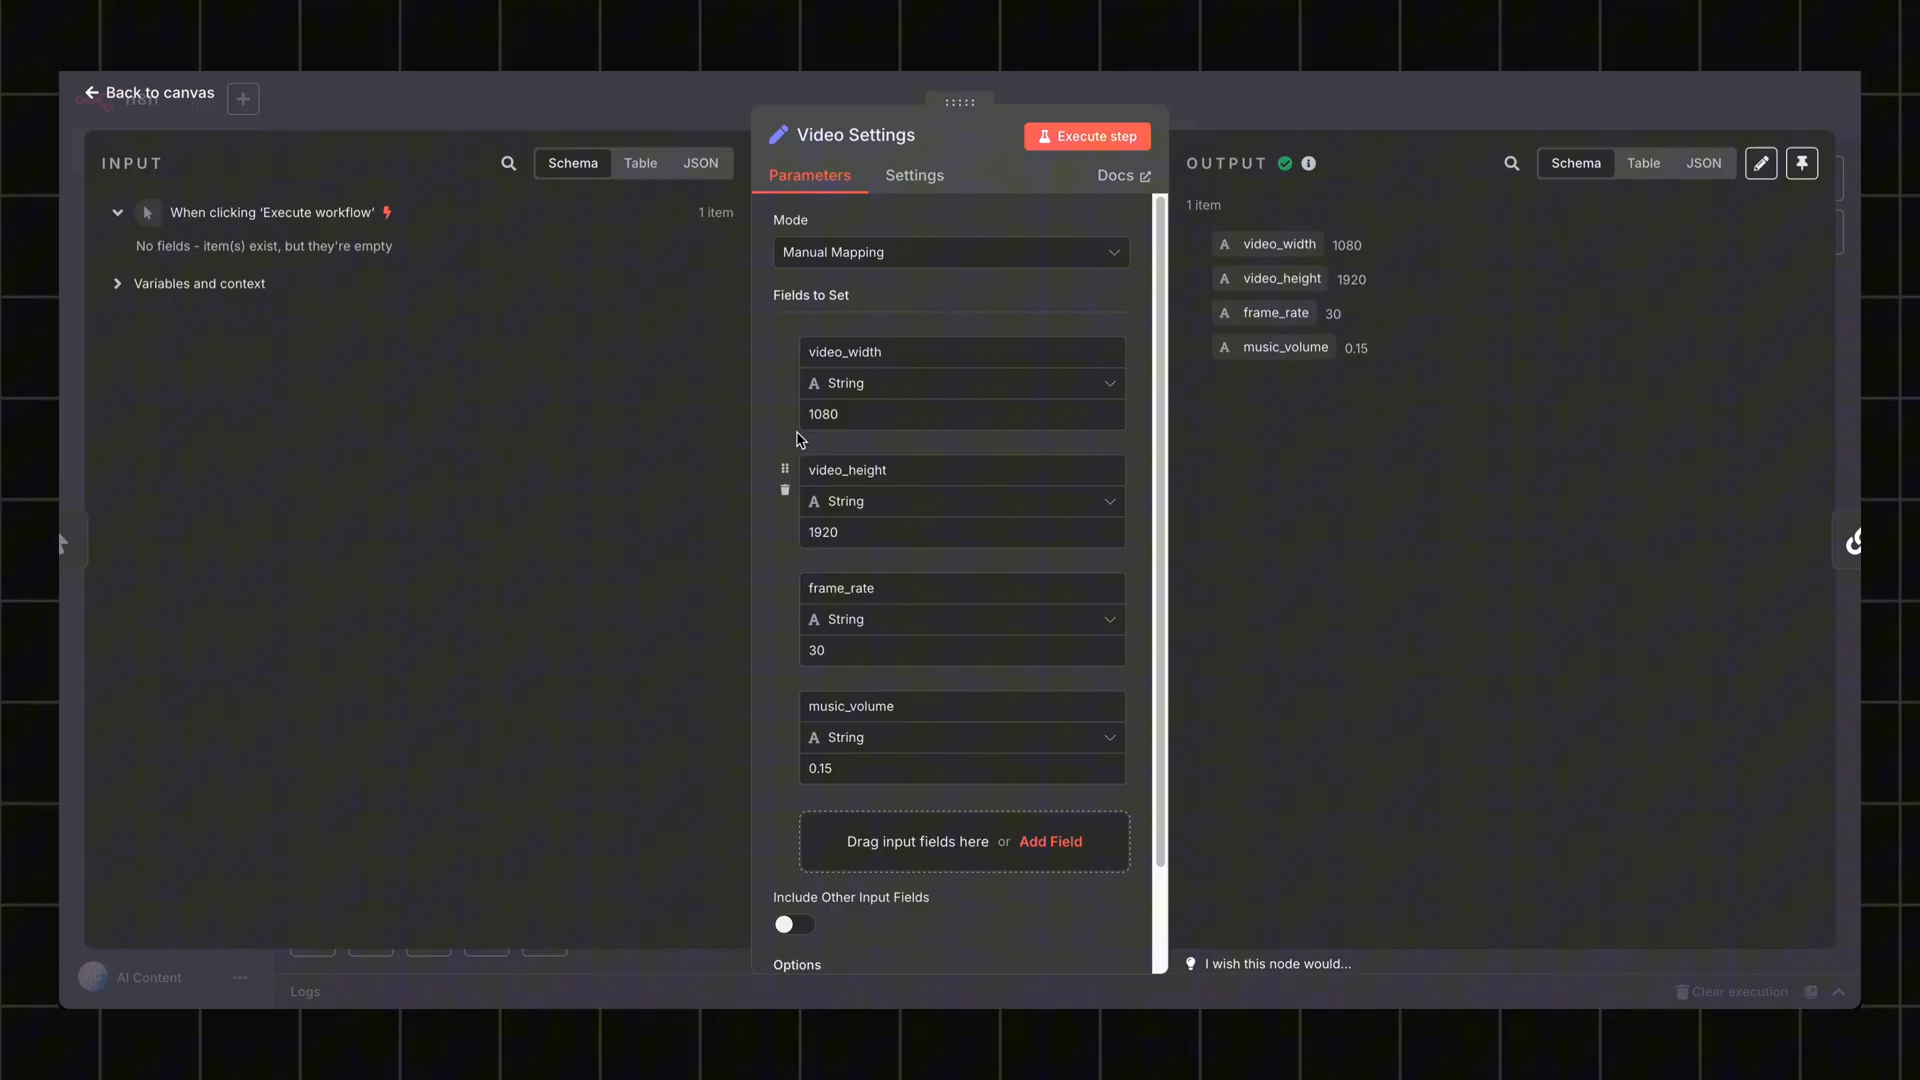 Back to canvas
n8n
INPUT
Schema
Table
JSON
When clicking ‘Execute workflow’
1 item
No fields - item(s) exist, but they're empty
Variables and context
Video Settings
Execute step
Parameters
Settings
Docs
Mode
Manual Mapping
Fields to Set
video_width
A String
1080
video_height
A String
1920
frame_rate
A String
30
music_volume
A String
0.15
Drag input fields here or Add Field
Include Other Input Fields
Options
OUTPUT
Schema
Table
JSON
1 item
A video_width 1080
A video_height 1920
A frame_rate 30
A music_volume 0.15
I wish this node would...
AC AI Content
Logs
Clear execution